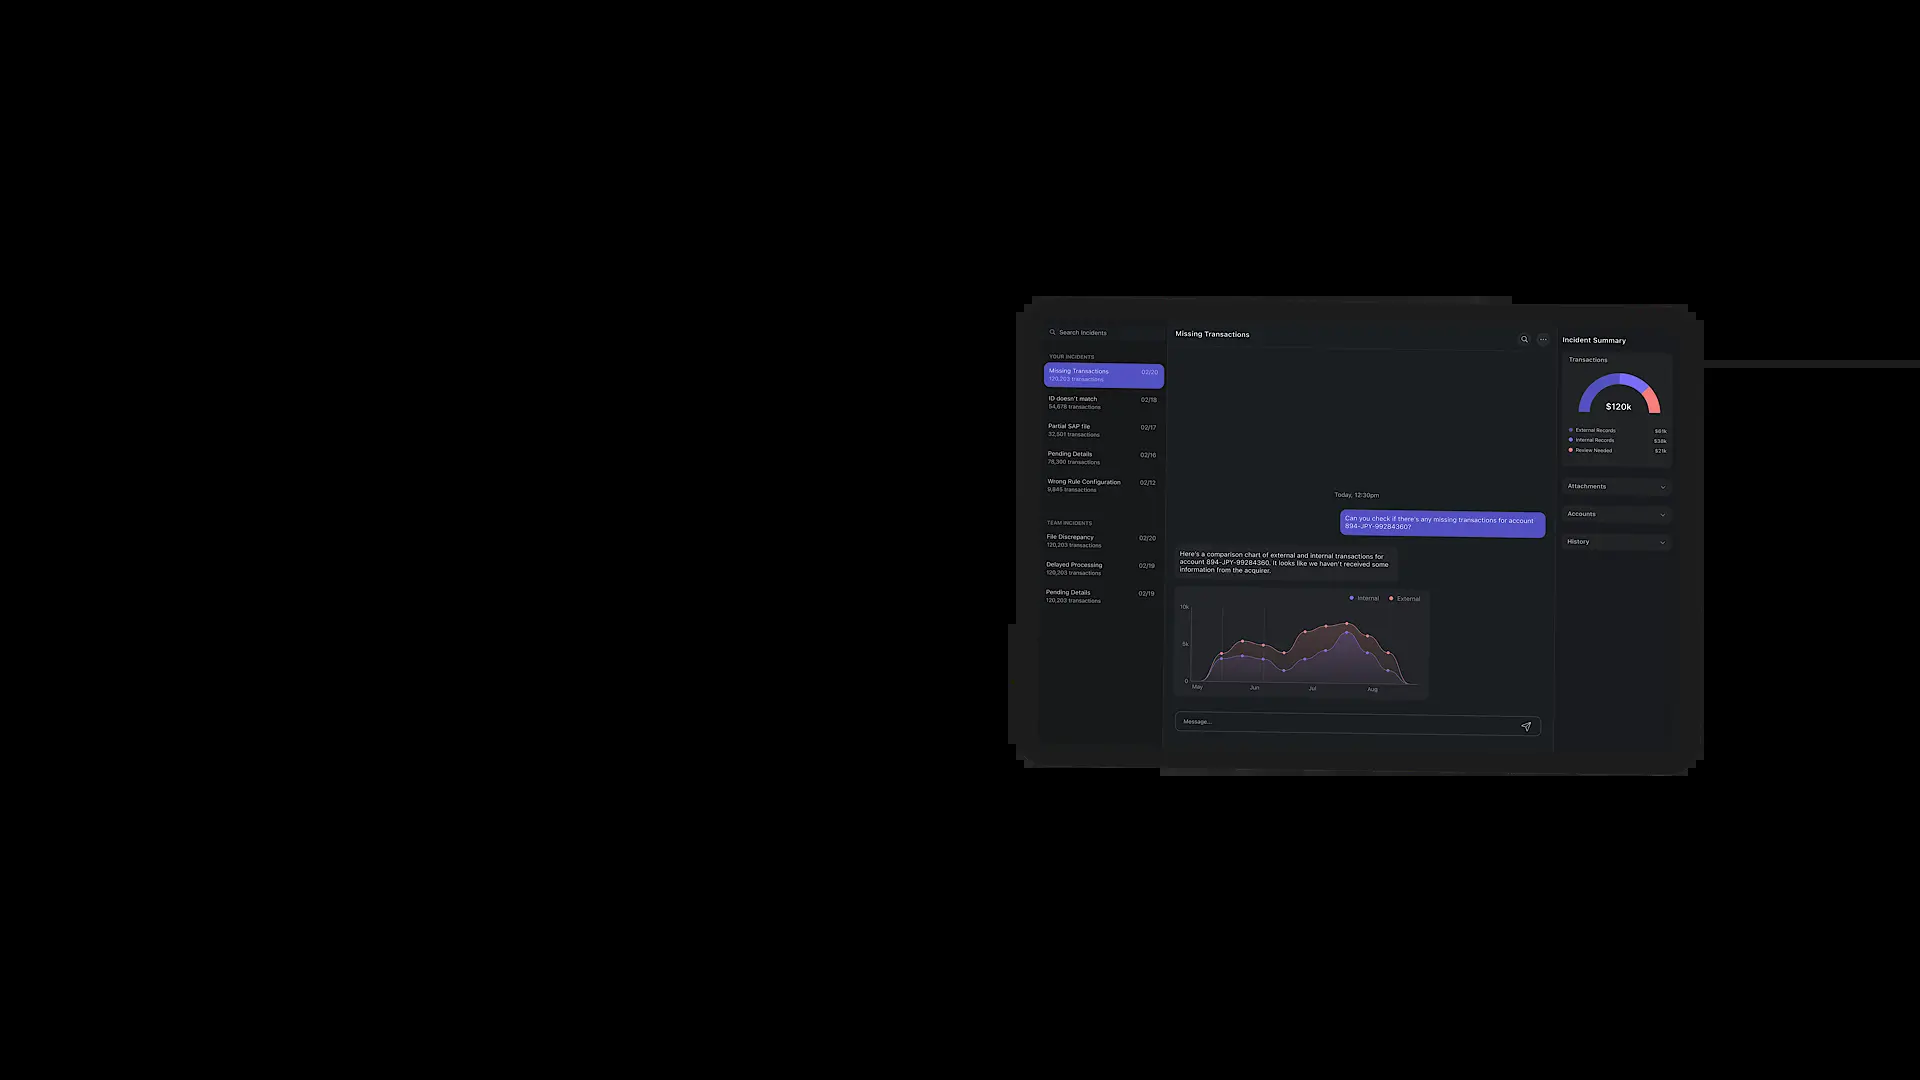 Search Incidents
YOUR INCIDENTS
Missing Transactions 02/20
120,203 transactions
ID doesn't match 02/18
54,678 transactions
Partial SAP file 02/17
32,501 transactions
Pending Details 02/16
76,300 transactions
Wrong Rule Configuration 02/12
9,845 transactions
TEAM INCIDENTS
File Discrepancy 02/20
120,203 transactions
Delayed Processing 02/19
120,203 transactions
Pending Details 02/19
120,203 transactions
Missing Transactions
Today, 12:30pm
Can you check if there's any missing transactions for account
894-JPY-99284360?
Here's a comparison chart of external and internal transactions for
account 894-JPY-99284360. It looks like we haven't received some
information from the acquirer.
Internal External
10k
5k
0
May Jun Jul Aug
Message...
Incident Summary
Transactions
$120k
External Records $61k
Internal Records $38k
Review Needed $21k
Attachments
Accounts
History